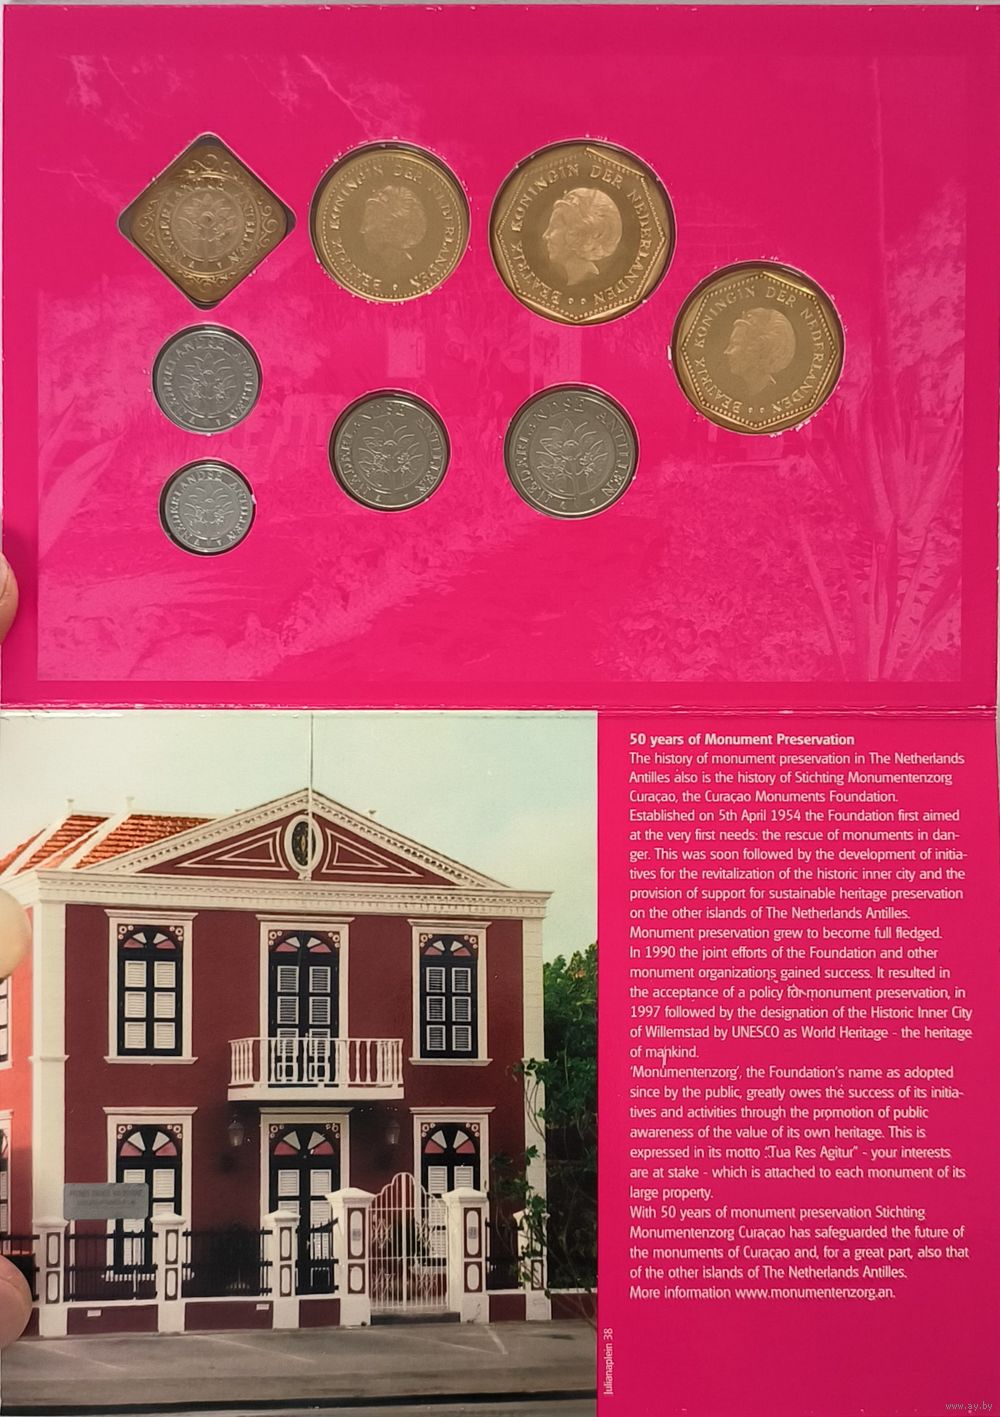 NEDERLANDSE ANTILLEN
BEATRIX KONINGIN DER NEDERLANDEN
BEATRIX KONINGIN DER NEDERLANDEN
BEATRIX KONINGIN DER NEDERLANDEN
NEDERLANDSE ANTILLEN
NEDERLANDSE ANTILLEN
NEDERLANDSE ANTILLEN
NEDERLANDSE ANTILLEN
50 years of Monument Preservation
The history of monument preservation in The Netherlands
Antilles also is the history of Stichting Monumentenzorg
Curaçao, the Curaçao Monuments Foundation.
Established on 5th April 1954 the Foundation first aimed
at the very first needs: the rescue of monuments in dan-
ger. This was soon followed by the development of initia-
tives for the revitalization of the historic inner city and the
provision of support for sustainable heritage preservation
on the other islands of The Netherlands Antilles.
Monument preservation grew to become full fledged.
In 1990 the joint efforts of the Foundation and other
monument organizations gained success. It resulted in
the acceptance of a policy for monument preservation, in
1997 followed by the designation of the Historic Inner City
of Willemstad by UNESCO as World Heritage - the heritage
of mankind.
'Monumentenzorg', the Foundation's name as adopted
since by the public, greatly owes the success of its initia-
tives and activities through the promotion of public
awareness of the value of its own heritage. This is
expressed in its motto "Tua Res Agitur" - your interests
are at stake - which is attached to each monument of its
large property.
With 50 years of monument preservation Stichting
Monumentenzorg Curaçao has safeguarded the future of
the monuments of Curaçao and, for a great part, also that
of the other islands of The Netherlands Antilles.
More information www.monumentenzorg.an.
Julianaplein 38
www.ay.by